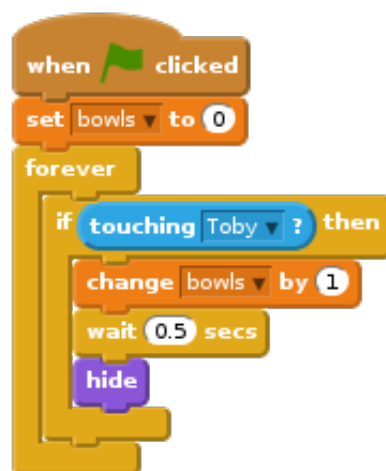 when clicked
set bowls to 0
forever
if touching Toby ? then
change bowls by 1
wait 0.5 secs
hide